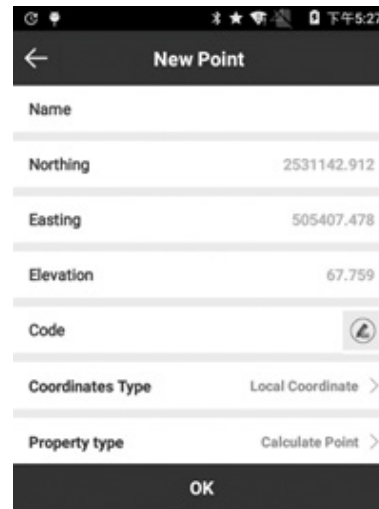 下午5:27
New Point
Name
Northing 2531142.912
Easting 505407.478
Elevation 67.759
Code
Coordinates Type Local Coordinate
Property type Calculate Point
OK